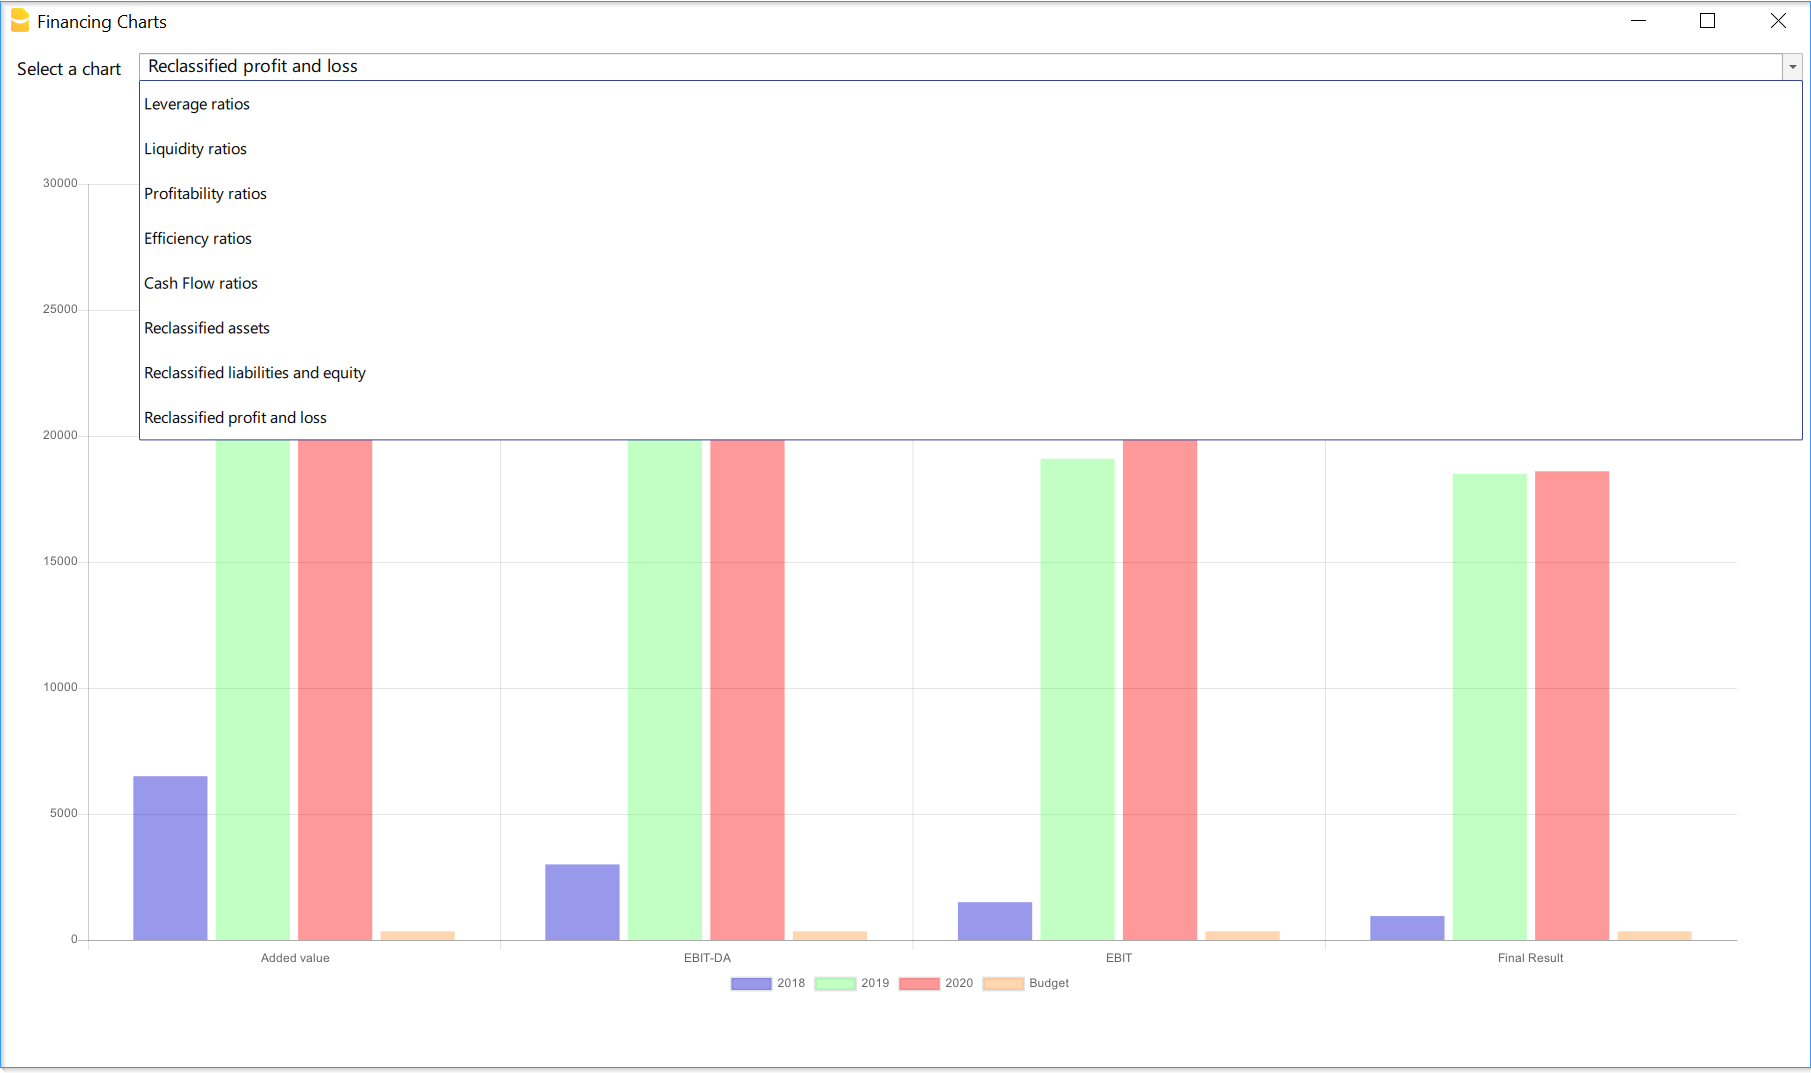 Financing Charts
Select a chart Reclassified profit and loss
Leverage ratios
Liquidity ratios
Profitability ratios
Efficiency ratios
Cash Flow ratios
Reclassified assets
Reclassified liabilities and equity
Reclassified profit and loss
30000
25000
20000
15000
10000
5000
0
Added value EBIT-DA EBIT Final Result
2018 2019 2020 Budget